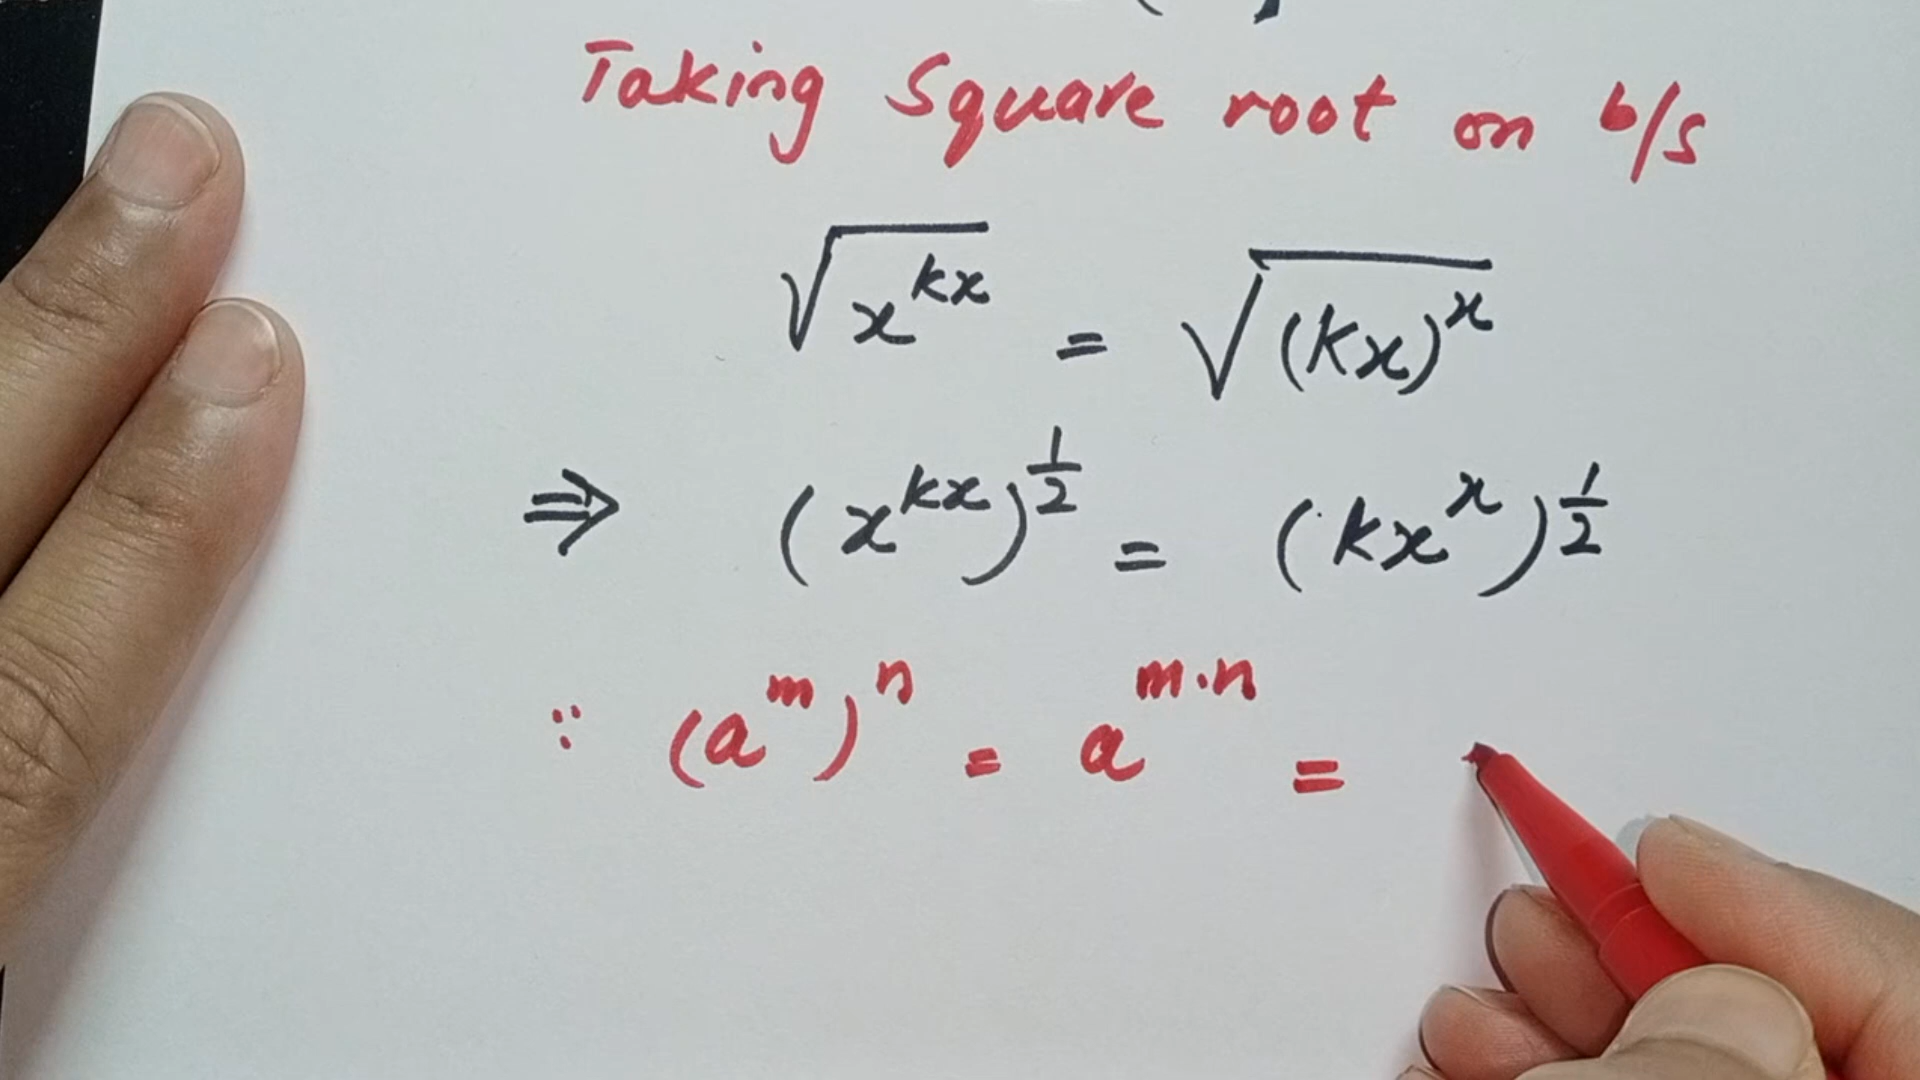 Taking Square root on b/s
√(x^{kx}) = √((kx)^x)
⇒ (x^{kx})^{1/2} = (kx^x)^{1/2}
∵ (a^m)^n = a^{m·n} =